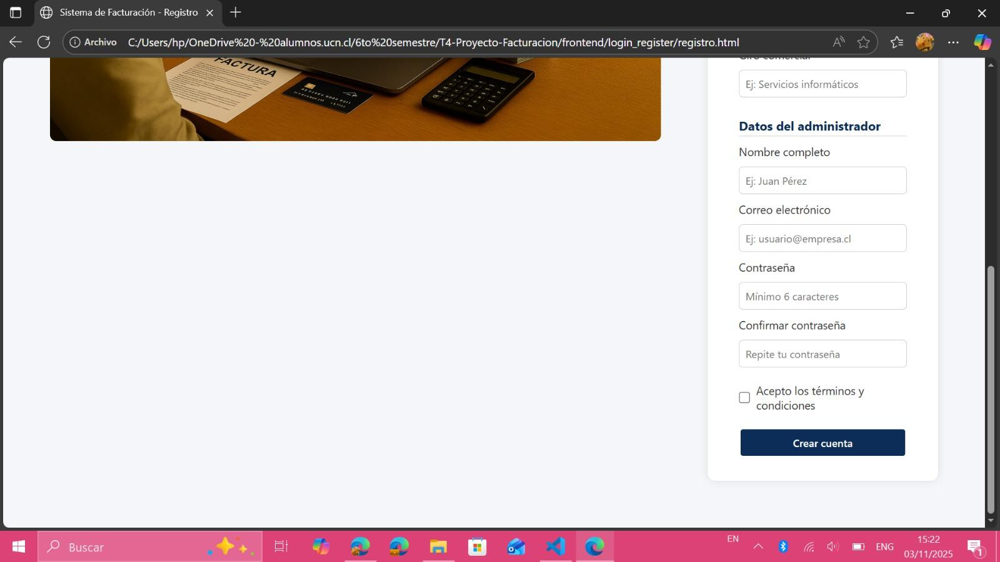 Sistema de Facturación - Registro
Archivo
C:/Users/hp/OneDrive%20-%20alumnos.ucn.cl/6to%20semestre/T4-Proyecto-Facturacion/frontend/login_register/registro.html
FACTURA
Giro comercial
Ej: Servicios informáticos
Datos del administrador
Nombre completo
Ej: Juan Pérez
Correo electrónico
Ej: usuario@empresa.cl
Contraseña
Mínimo 6 caracteres
Confirmar contraseña
Repite tu contraseña
Acepto los términos y
condiciones
Crear cuenta
Buscar
EN
ENG
15:22
03/11/2025
1